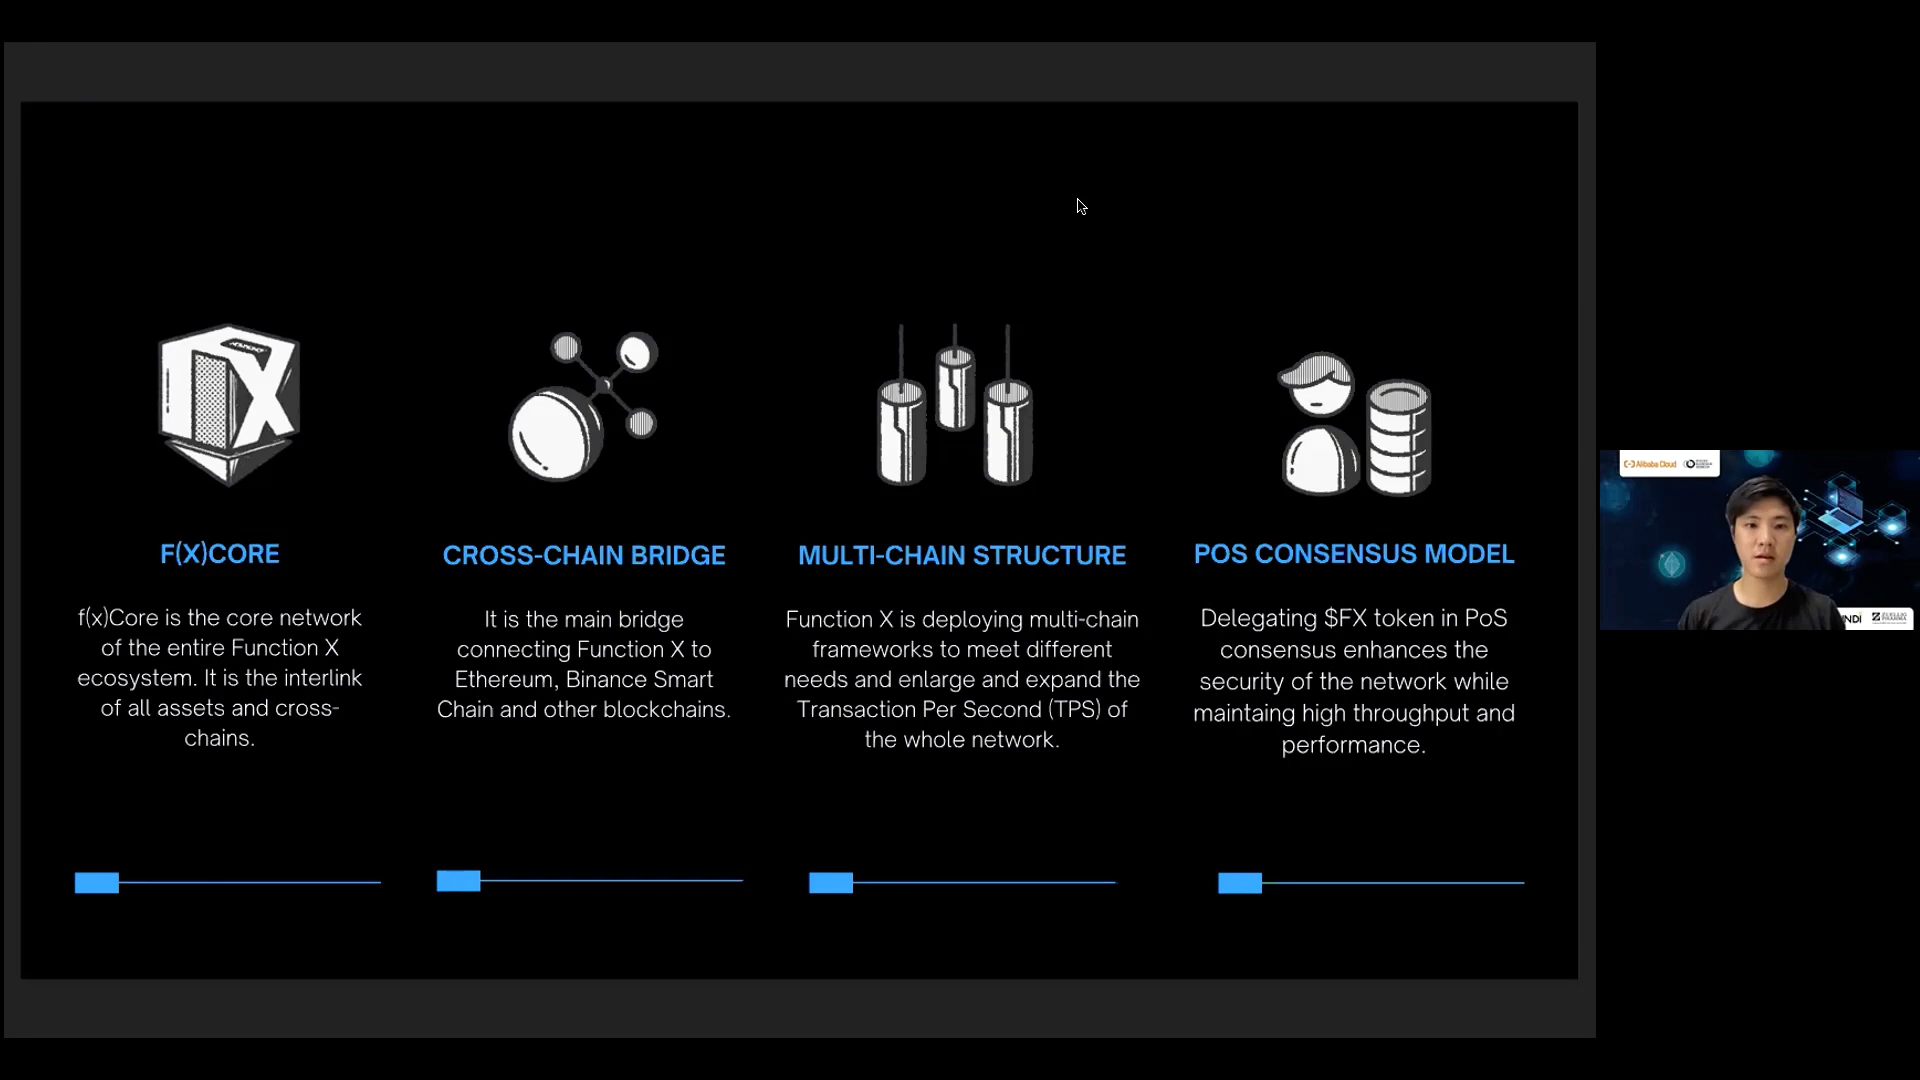 F(X)CORE
f(x)Core is the core network
of the entire Function X
ecosystem. It is the interlink
of all assets and cross-
chains.
CROSS-CHAIN BRIDGE
It is the main bridge
connecting Function X to
Ethereum, Binance Smart
Chain and other blockchains.
MULTI-CHAIN STRUCTURE
Function X is deploying multi-chain
frameworks to meet different
needs and enlarge and expand the
Transaction Per Second (TPS) of
the whole network.
POS CONSENSUS MODEL
Delegating $FX token in PoS
consensus enhances the
security of the network while
maintaing high throughput and
performance.
Alibaba Cloud
NDi